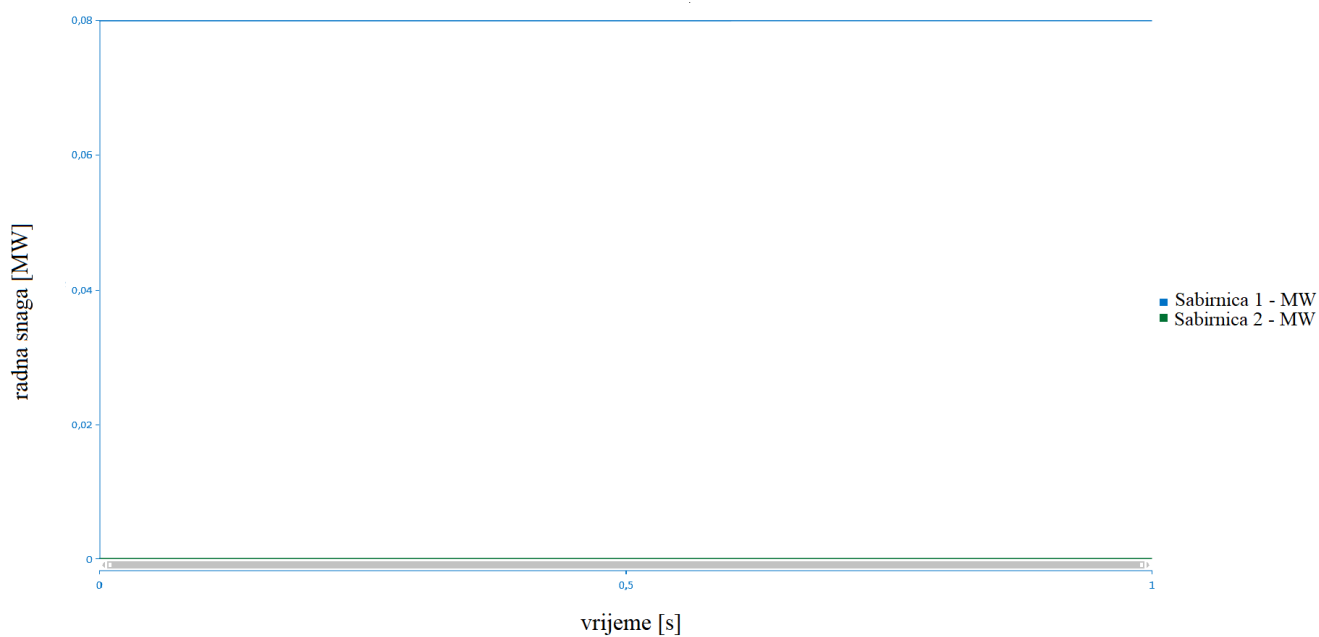 0,08
0,06
0,04
0,02
0
0
0,5
1
radna snaga [MW]
vrijeme [s]
Sabirnica 1 - MW
Sabirnica 2 - MW